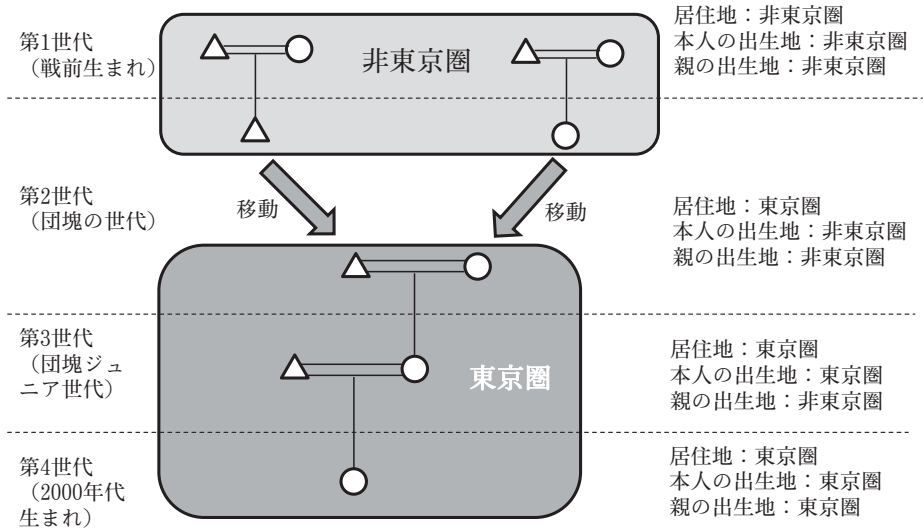 第1世代
（戦前生まれ）
非東京圏
居住地：非東京圏
本人の出生地：非東京圏
親の出生地：非東京圏
第2世代
（団塊の世代）
移動
移動
居住地：東京圏
本人の出生地：非東京圏
親の出生地：非東京圏
第3世代
（団塊ジュ
ニア世代）
東京圏
居住地：東京圏
本人の出生地：東京圏
親の出生地：非東京圏
第4世代
（2000年代
生まれ）
居住地：東京圏
本人の出生地：東京圏
親の出生地：東京圏